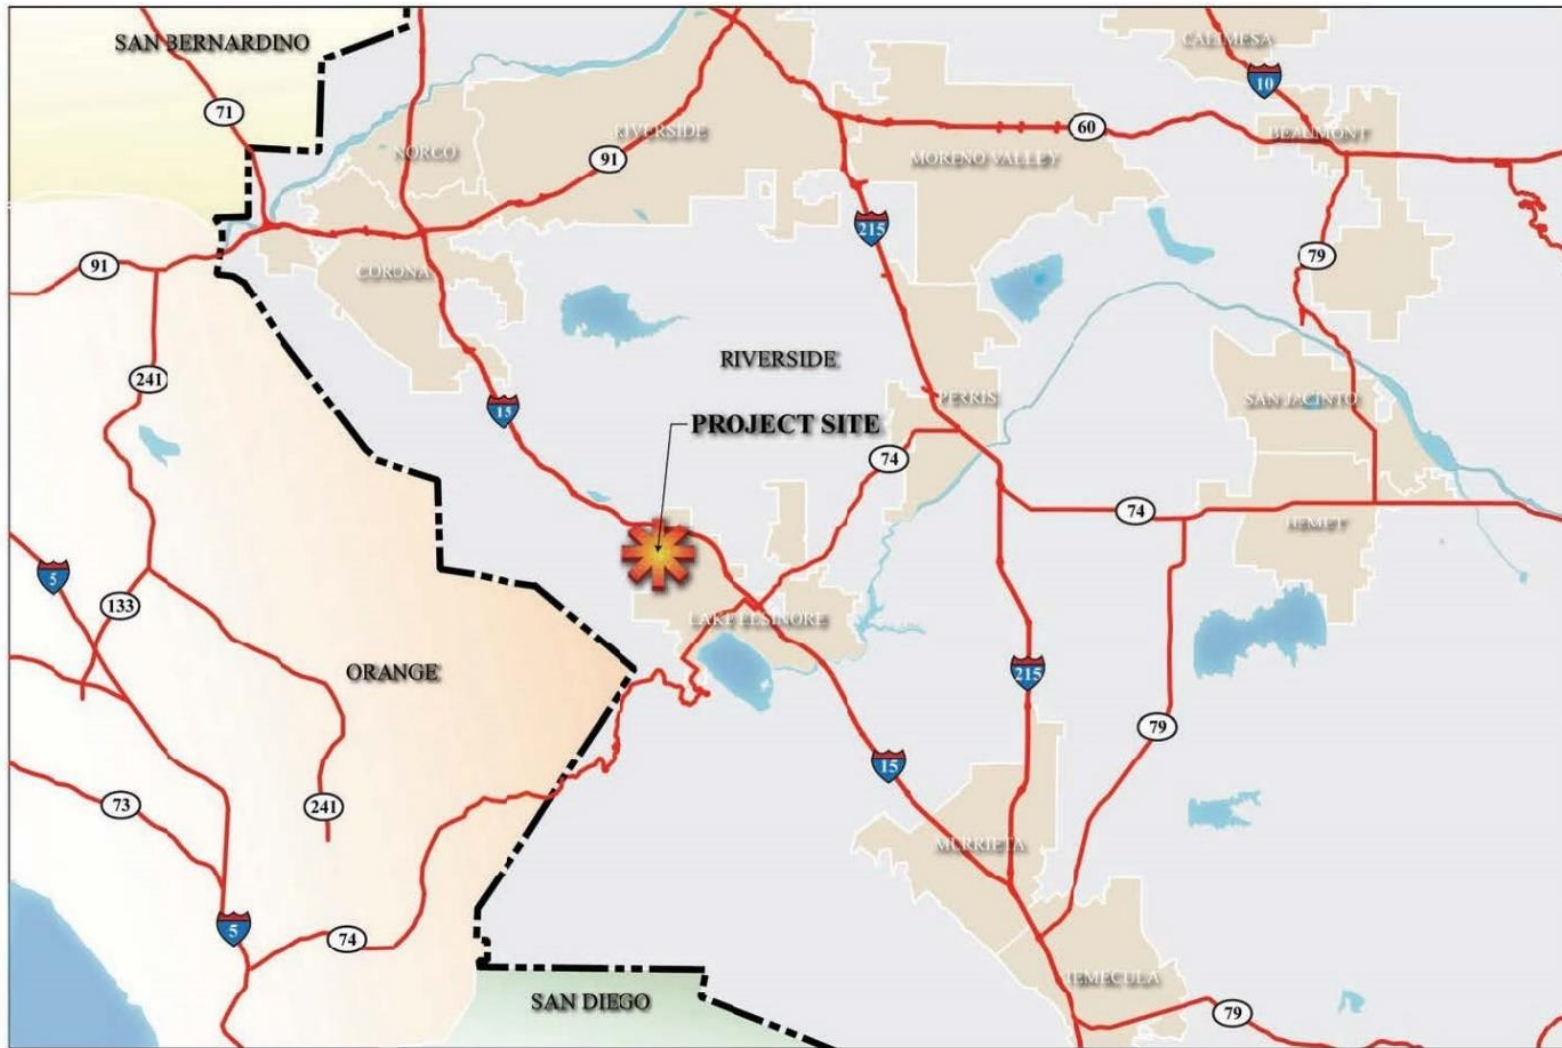 SAN BERNARDINO
CALIMESA
10
71
60
RIVERSIDE
BEAUMONT
NORCO
91
MORENO VALLEY
215
79
91
CORONA
RIVERSIDE
241
SAN JACINTO
PERRIS
15
PROJECT SITE
74
74
HEMET
5
133
LAKE ELSINORE
ORANGE
215
79
15
73
241
MURRIETA
5
74
TEMECULA
SAN DIEGO
79